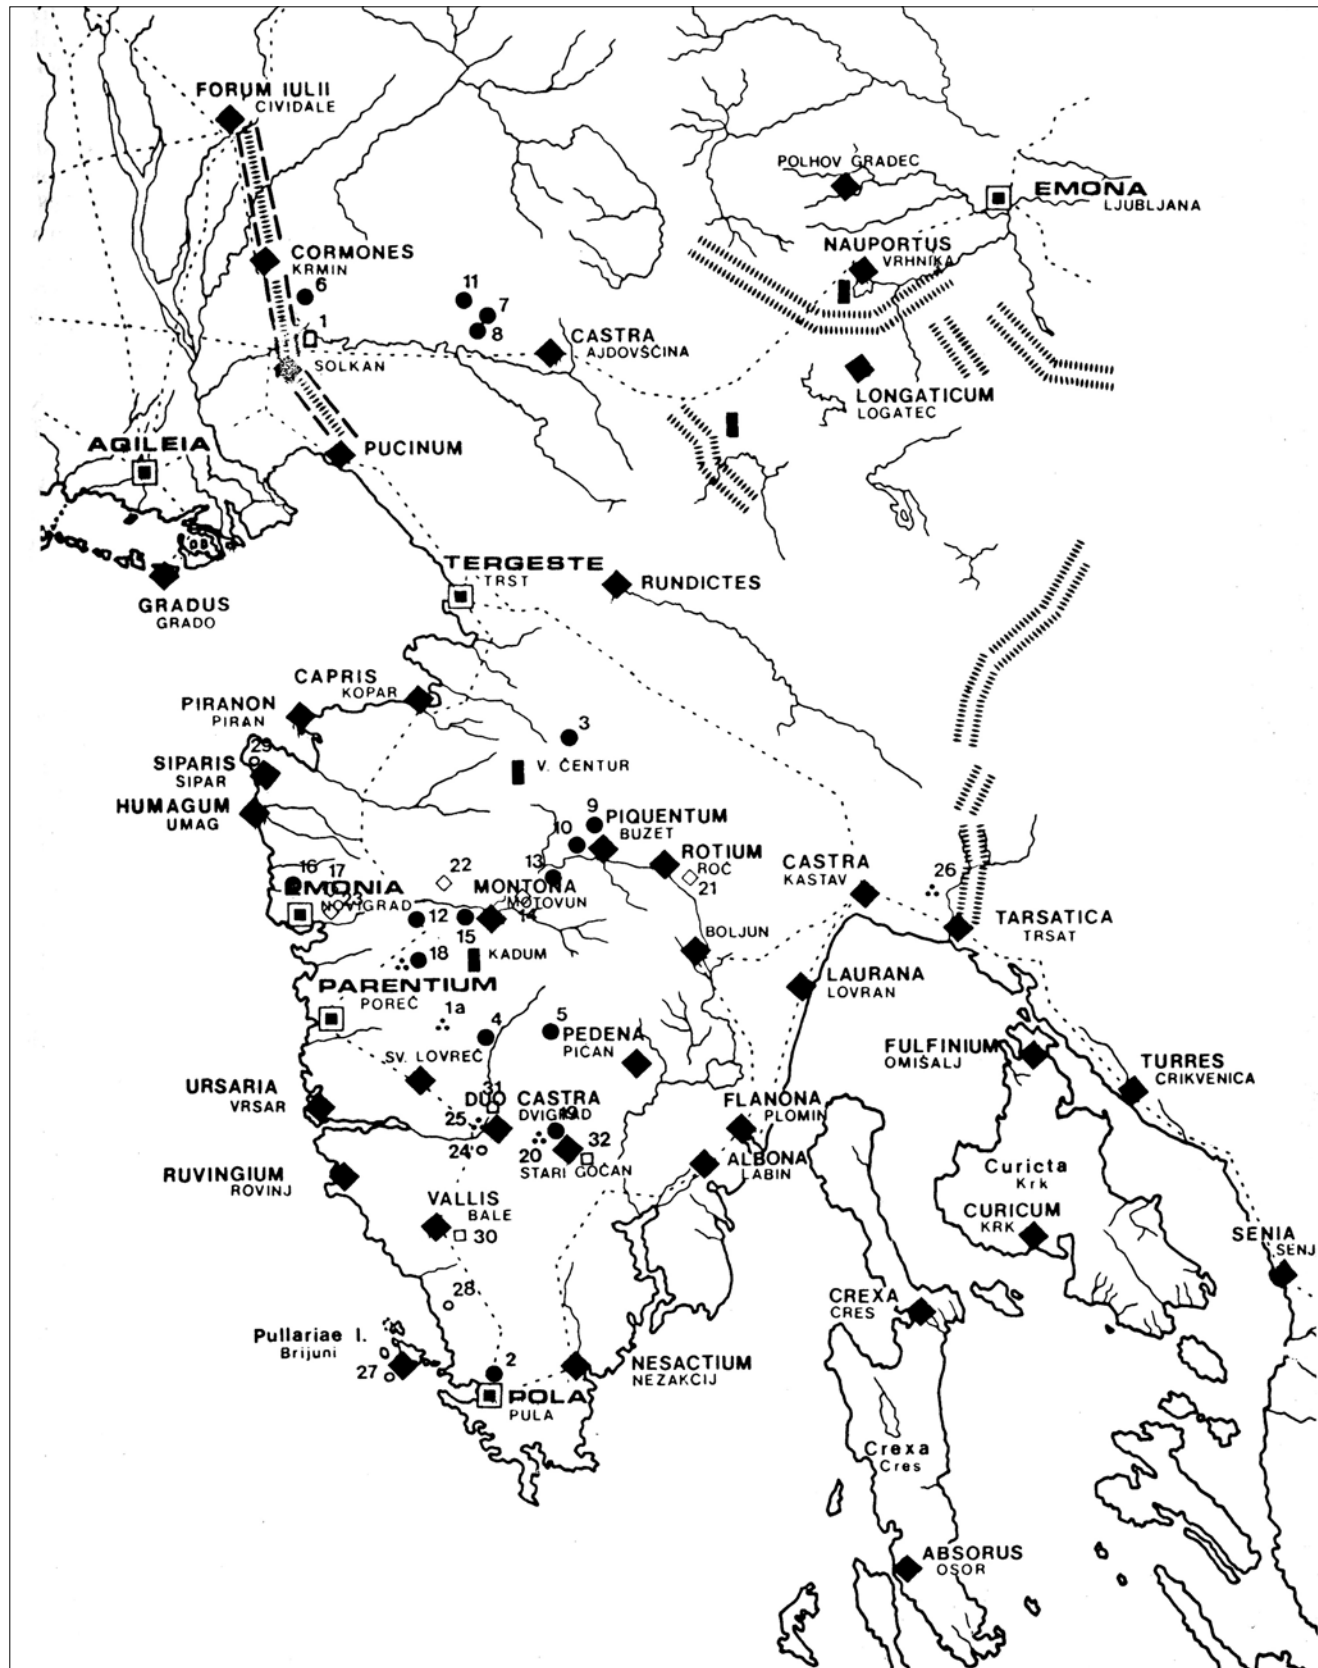 FORUM IULII
CIVIDALE
POLHOV GRADEC
EMONA
LJUBLJANA
NAUPORTUS
VRHNIKA
CORMONES
KRMIN
6
11
7
8
1
CASTRA
AJDOVŠČINA
SOLKAN
LONGATICUM
LOGATEC
AQILEIA
PUCINUM
TERGESTE
TRST
RUNDICTES
GRADUS
GRADO
CAPRIS
KOPAR
PIRANON
PIRAN
3
29
SIPARIS
SIPAR
V. ČENTUR
HUMAGUM
UMAG
9
PIQUENTUM
BUZET
10
ROTIUM
ROČ
13
22
21
CASTRA
KASTAV
26
16
17
EMONIA
NOVIGRAD
23
MONTONA
MOTOVUN
14
12
15
TARSATICA
TRSAT
BOLJUN
18
KADUM
PARENTIUM
POREČ
LAURANA
LOVRAN
1a
4
5
PEDENA
PIĆAN
FULFINIUM
OMIŠALJ
SV. LOVREČ
TURRES
CRIKVENICA
URSARIA
VRSAR
31
DUO CASTRA
DVIGRAD
19
25
FLANONA
PLOMIN
24
20
32
STARI GOČAN
ALBONA
LABIN
RUVINGIUM
ROVINJ
Curicta
Krk
VALLIS
BALE
30
CURICUM
KRK
SENIA
SENJ
28
CREXA
CRES
Pullariae I.
Brijuni
27
2
NESACTIUM
NEZAKCIJ
POLA
PULA
Crexa
Cres
ABSORUS
OSOR